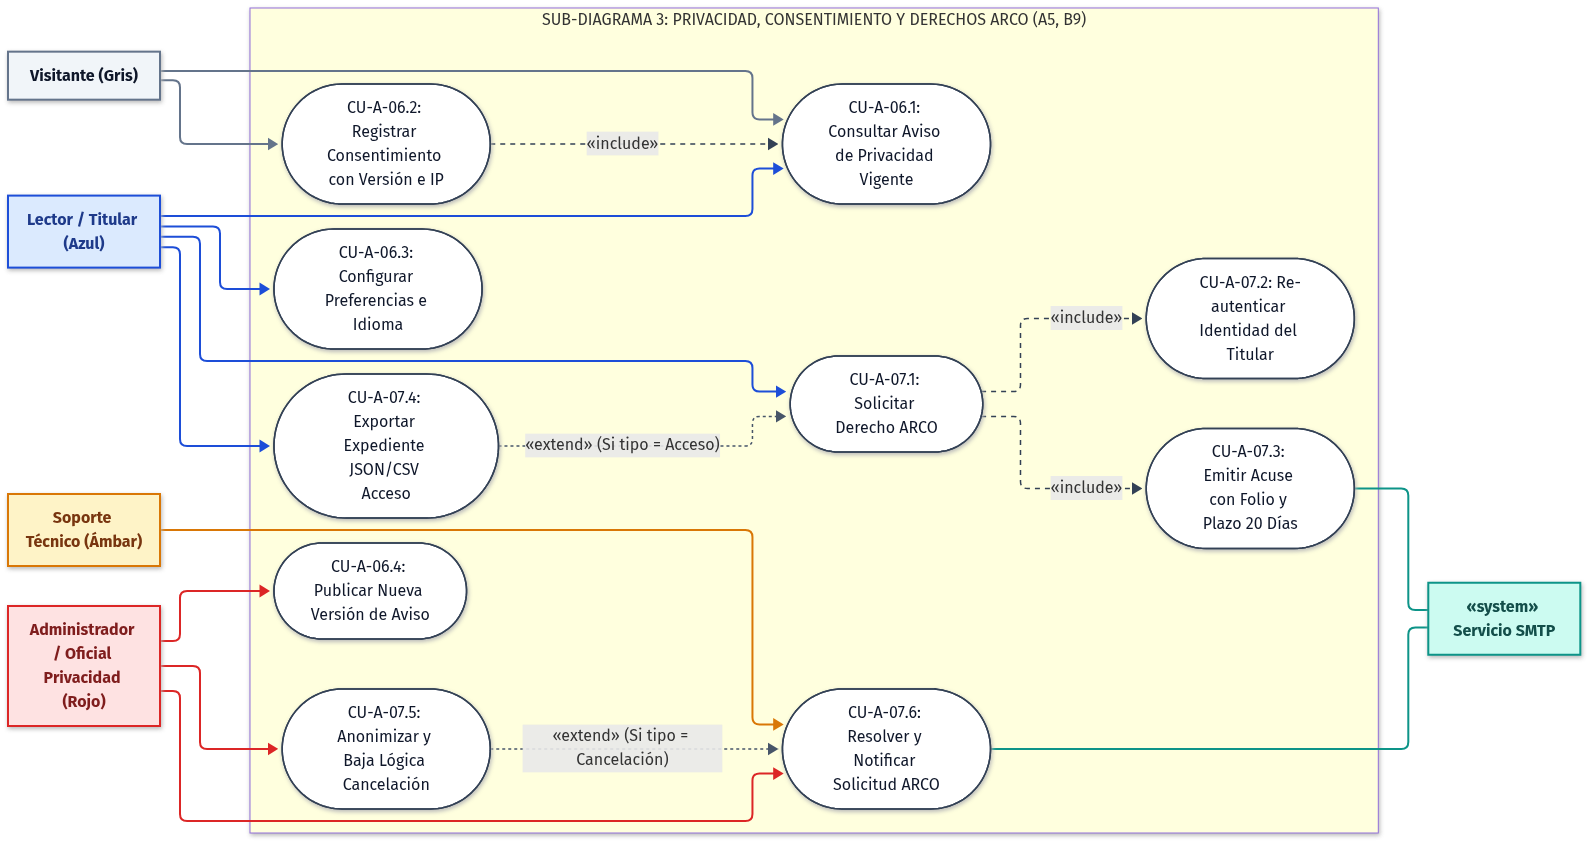 SUB-DIAGRAMA 3: PRIVACIDAD, CONSENTIMIENTO Y DERECHOS ARCO (A5, B9)
Visitante (Gris)
CU-A-06.2:
Registrar
Consentimiento
con Versión e IP
«include»
CU-A-06.1:
Consultar Aviso
de Privacidad
Vigente
Lector / Titular
(Azul)
CU-A-06.3:
Configurar
Preferencias e
Idioma
CU-A-07.2: Re-
autenticar
Identidad del
Titular
«include»
CU-A-07.1:
Solicitar
Derecho ARCO
CU-A-07.4:
Exportar
Expediente
JSON/CSV
Acceso
«extend» (Si tipo = Acceso)
«include»
CU-A-07.3:
Emitir Acuse
con Folio y
Plazo 20 Días
Soporte
Técnico (Ámbar)
CU-A-06.4:
Publicar Nueva
Versión de Aviso
Administrador
/ Oficial
Privacidad
(Rojo)
«system»
Servicio SMTP
CU-A-07.5:
Anonimizar y
Baja Lógica
Cancelación
«extend» (Si tipo =
Cancelación)
CU-A-07.6:
Resolver y
Notificar
Solicitud ARCO